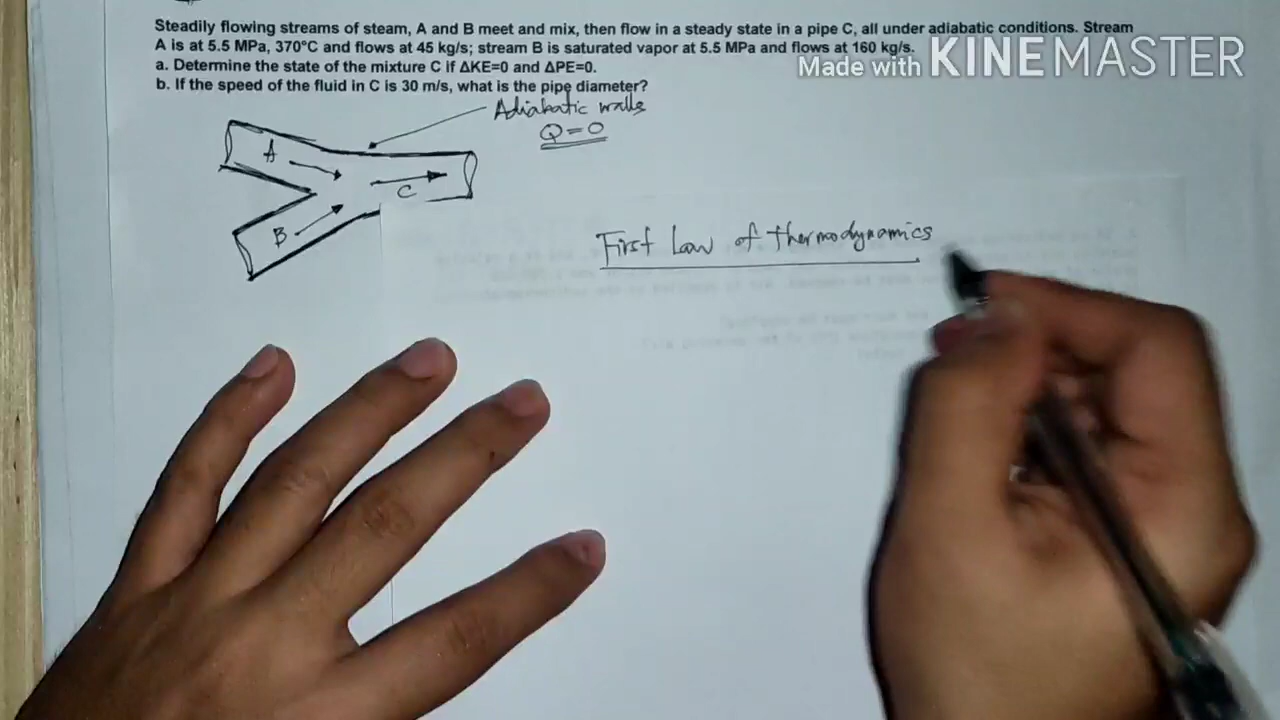 Steadily flowing streams of steam, A and B meet and mix, then flow in a steady state in a pipe C, all under adiabatic conditions. Stream
A is at 5.5 MPa, 370°C and flows at 45 kg/s; stream B is saturated vapor at 5.5 MPa and flows at 160 kg/s.
Made with KINEMASTER
a. Determine the state of the mixture C if ΔKE=0 and ΔPE=0.
b. If the speed of the fluid in C is 30 m/s, what is the pipe diameter?
Adiabatic walls
Q=0
A
C
B
First Law of thermodynamics